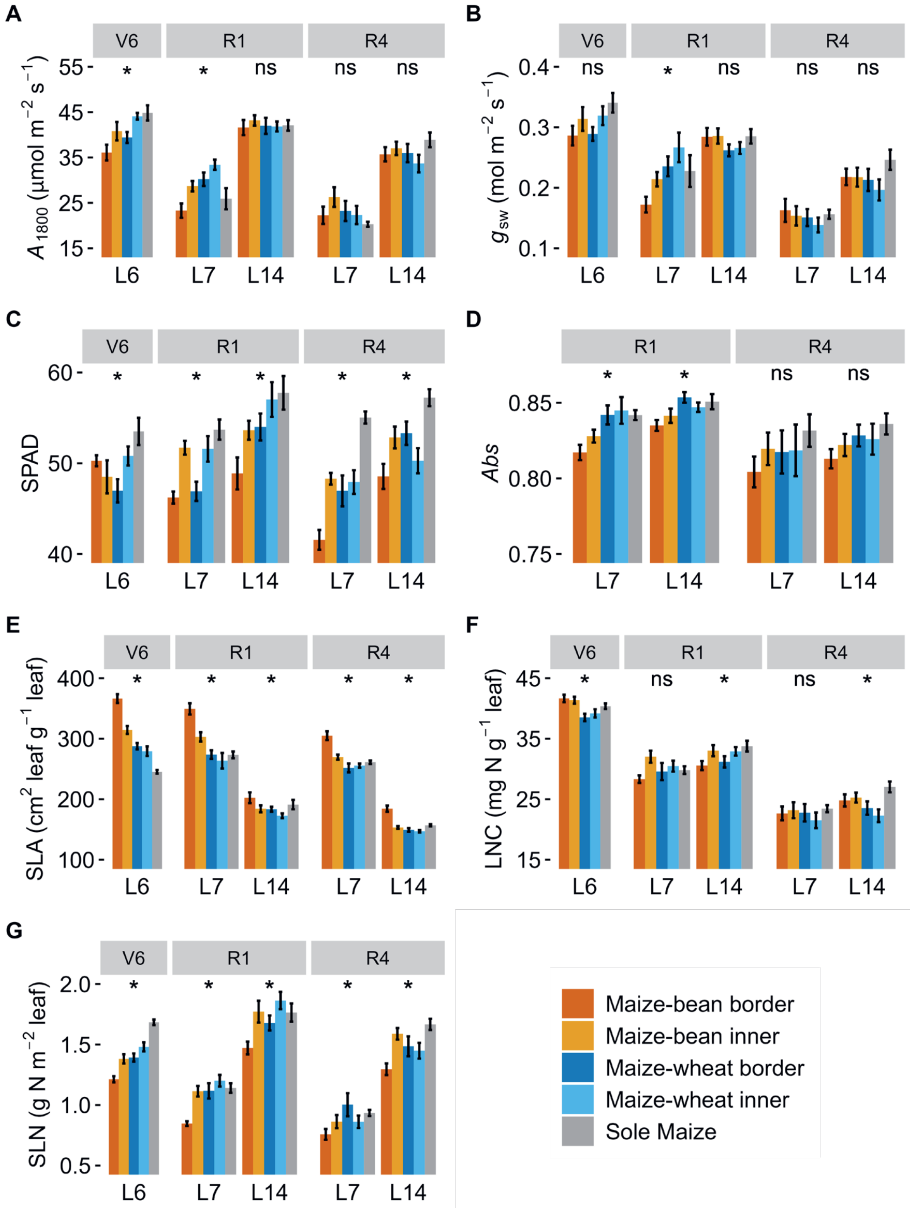 A
V6 R1 R4
A1800 (µmol m−2 s−1)
55
45
35
25
15
* * ns ns ns
L6 L7 L14 L7 L14
B
V6 R1 R4
gsw (mol m−2 s−1)
0.4
0.3
0.2
0.1
ns * ns ns ns
L6 L7 L14 L7 L14
C
V6 R1 R4
SPAD
60
50
40
* * * * *
L6 L7 L14 L7 L14
D
R1 R4
Abs
0.85
0.80
0.75
* * ns ns
L7 L14 L7 L14
E
V6 R1 R4
SLA (cm2 leaf g−1 leaf)
400
300
200
100
* * * * *
L6 L7 L14 L7 L14
F
V6 R1 R4
LNC (mg N g−1 leaf)
45
35
25
15
* ns * ns *
L6 L7 L14 L7 L14
G
V6 R1 R4
SLN (g N m−2 leaf)
2.0
1.5
1.0
0.5
* * * * *
L6 L7 L14 L7 L14
Maize-bean border
Maize-bean inner
Maize-wheat border
Maize-wheat inner
Sole Maize